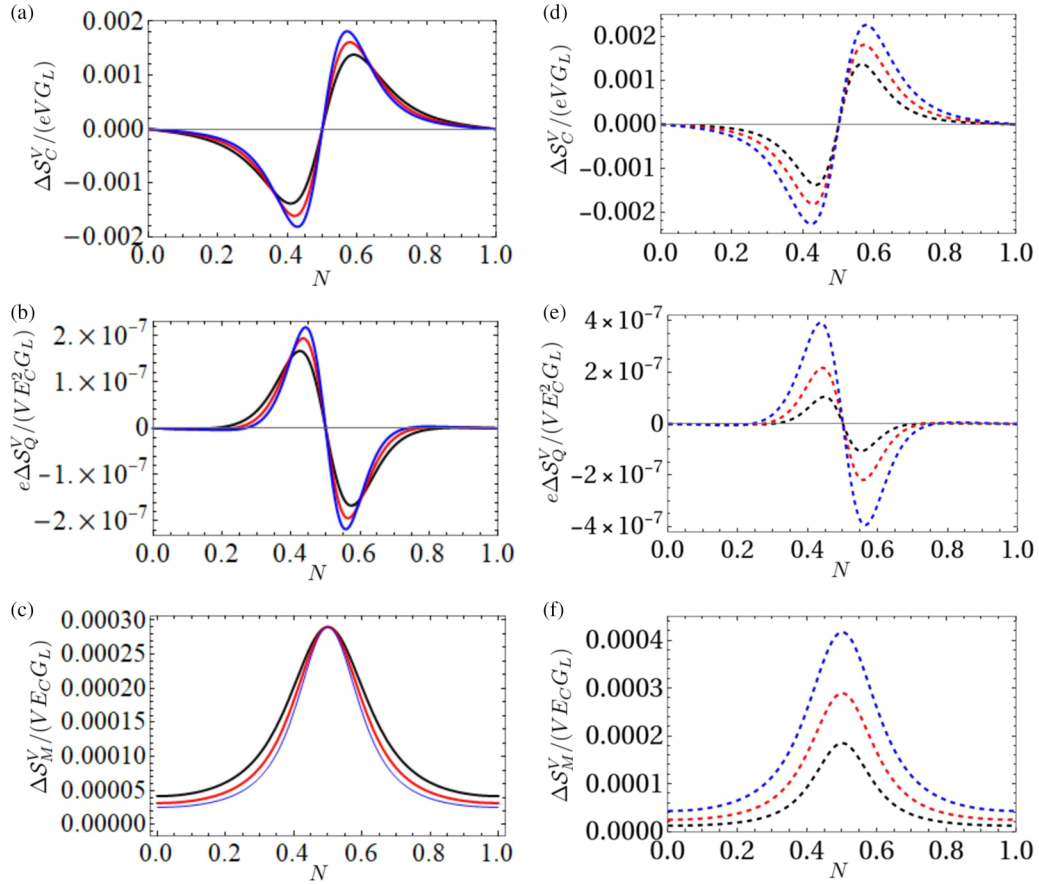 (a)
ΔS_C^V/(eVG_L)
0.002
0.001
0.000
−0.001
−0.002
0.0 0.2 0.4 0.6 0.8 1.0
N
(b)
eΔS_Q^V/(VE_C^2G_L)
2.×10^-7
1.×10^-7
0
−1.×10^-7
−2.×10^-7
0.0 0.2 0.4 0.6 0.8 1.0
N
(c)
ΔS_M^V/(VE_CG_L)
0.00030
0.00025
0.00020
0.00015
0.00010
0.00005
0.00000
0.0 0.2 0.4 0.6 0.8 1.0
N
(d)
ΔS_C^V/(eVG_L)
0.002
0.001
0.000
−0.001
−0.002
0.0 0.2 0.4 0.6 0.8 1.0
N
(e)
eΔS_Q^V/(VE_C^2G_L)
4×10^-7
2×10^-7
0
−2×10^-7
−4×10^-7
0.0 0.2 0.4 0.6 0.8 1.0
N
(f)
ΔS_M^V/(VE_CG_L)
0.0004
0.0003
0.0002
0.0001
0.0000
0.0 0.2 0.4 0.6 0.8 1.0
N